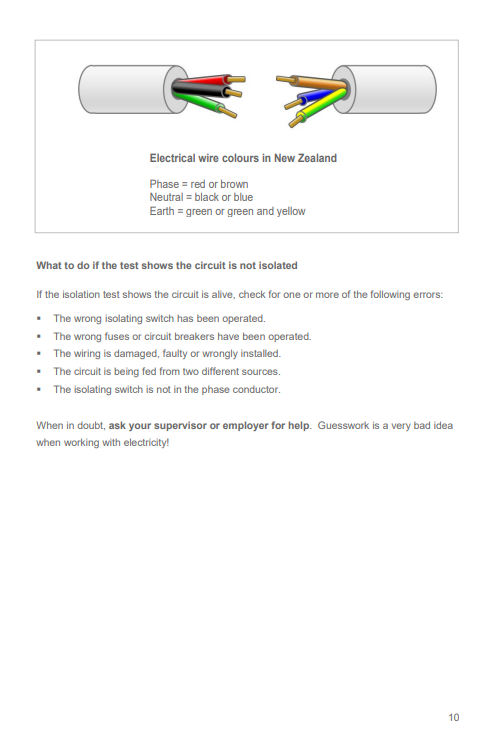 Electrical wire colours in New Zealand
Phase = red or brown
Neutral = black or blue
Earth = green or green and yellow
What to do if the test shows the circuit is not isolated
If the isolation test shows the circuit is alive, check for one or more of the following errors:
▪ The wrong isolating switch has been operated.
▪ The wrong fuses or circuit breakers have been operated.
▪ The wiring is damaged, faulty or wrongly installed.
▪ The circuit is being fed from two different sources.
▪ The isolating switch is not in the phase conductor.
When in doubt, ask your supervisor or employer for help.  Guesswork is a very bad idea
when working with electricity!
10